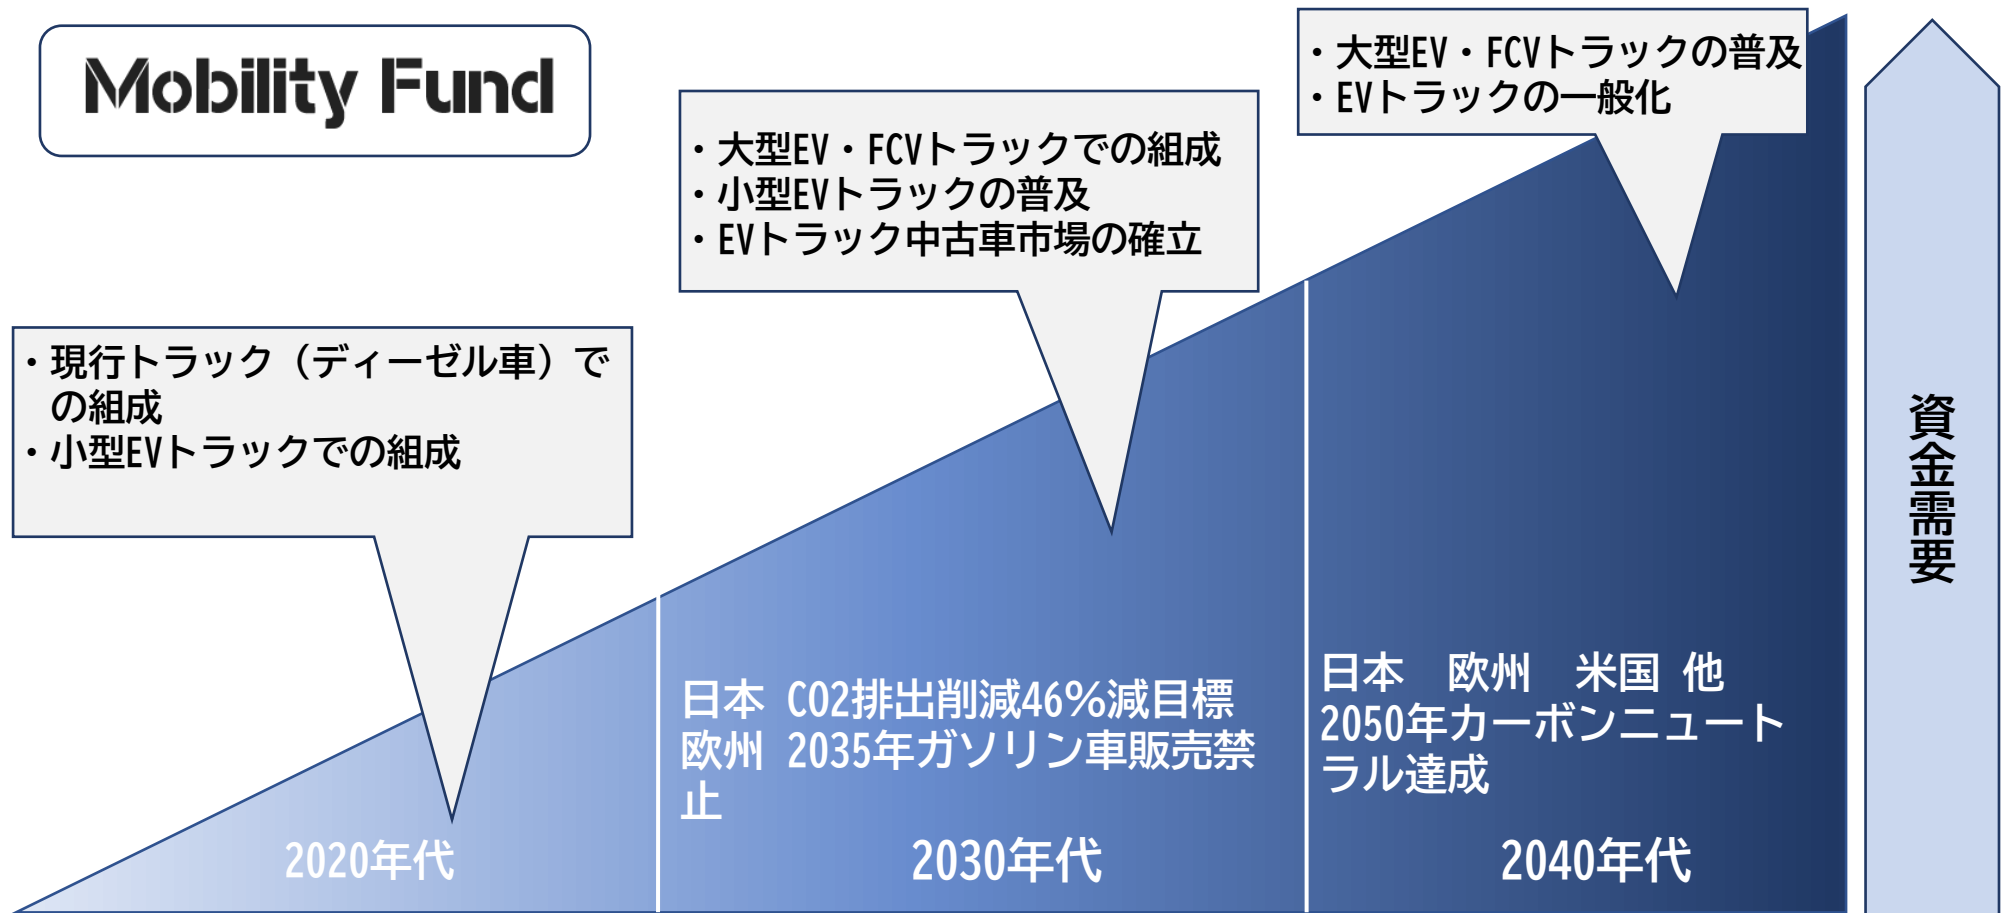 Mobility Fund
・現行トラック（ディーゼル車）で
の組成
・小型EVトラックでの組成
・大型EV・FCVトラックでの組成
・小型EVトラックの普及
・EVトラック中古車市場の確立
・大型EV・FCVトラックの普及
・EVトラックの一般化
資金需要
2020年代
日本 CO2排出削減46%減目標
欧州 2035年ガソリン車販売禁
止
2030年代
日本　欧州　米国 他
2050年カーボンニュート
ラル達成
2040年代